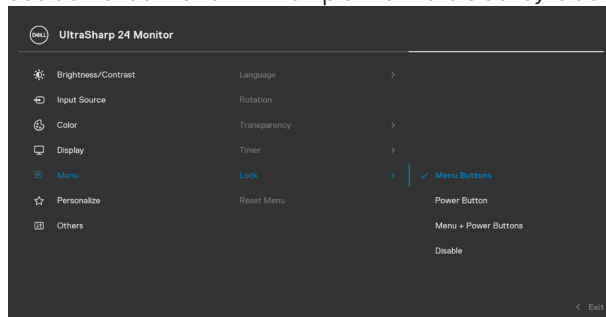 DELL UltraSharp 24 Monitor
Brightness/Contrast
Input Source
Color
Display
Menu
Personalize
Others
Language
Rotation
Transparency
Timer
Lock
Reset Menu
Menu Buttons
Power Button
Menu + Power Buttons
Disable
Exit